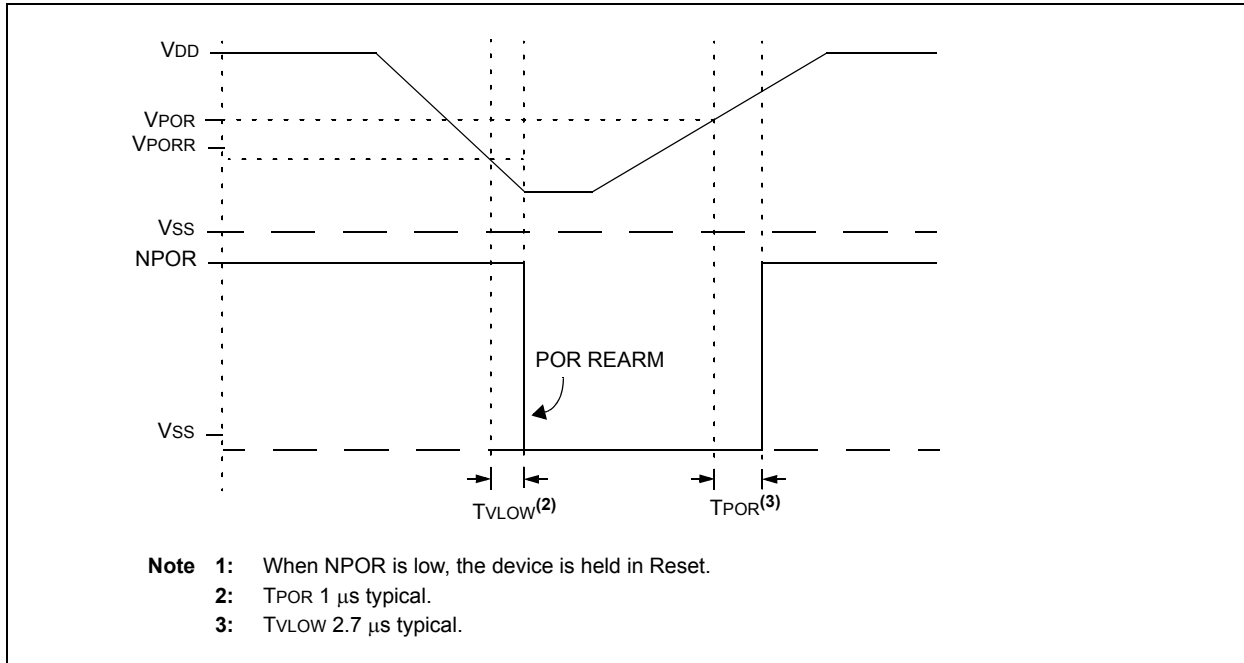 VDD
VPOR
VPORR
VSS
NPOR
POR REARM
VSS
TVLOW(2)
TPOR(3)
Note 1: When NPOR is low, the device is held in Reset.
2: TPOR 1 μs typical.
3: TVLOW 2.7 μs typical.